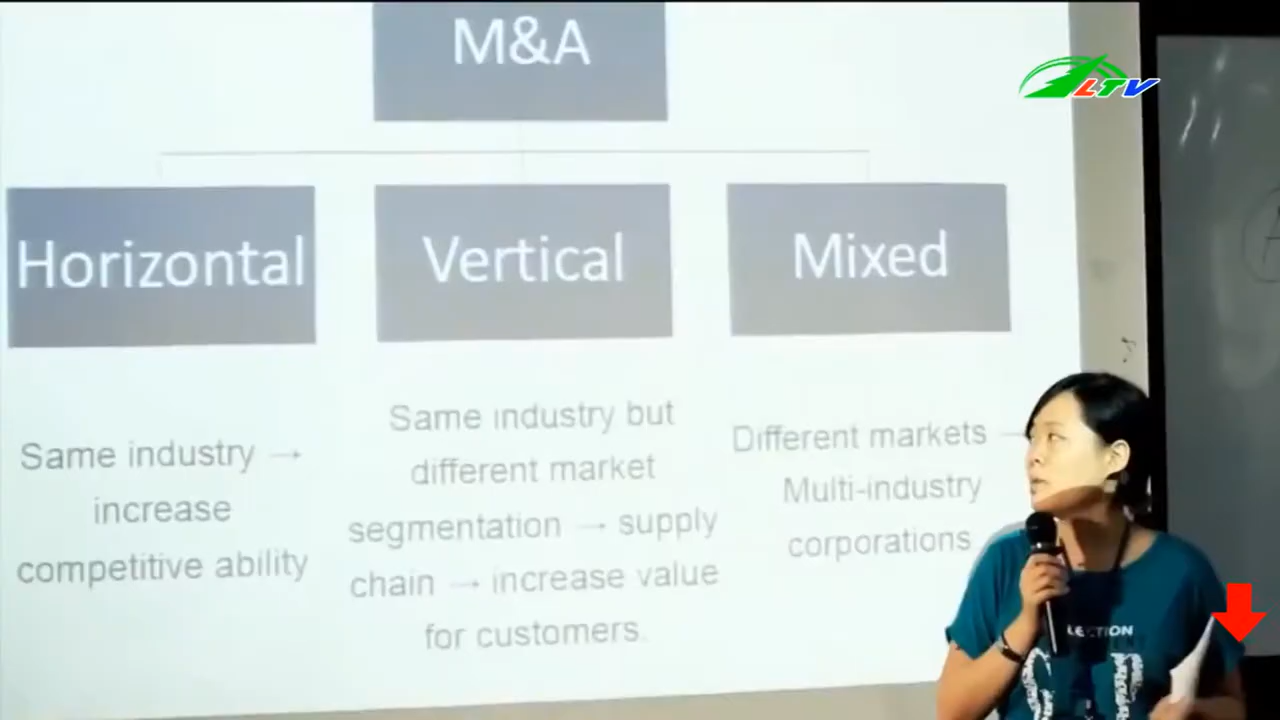 M&A
LTV
Horizontal
Vertical
Mixed
Same industry →
increase
competitive ability
Same industry but
different market
segmentation → supply
chain → increase value
for customers.
Different markets →
Multi-industry
corporations
LECTION